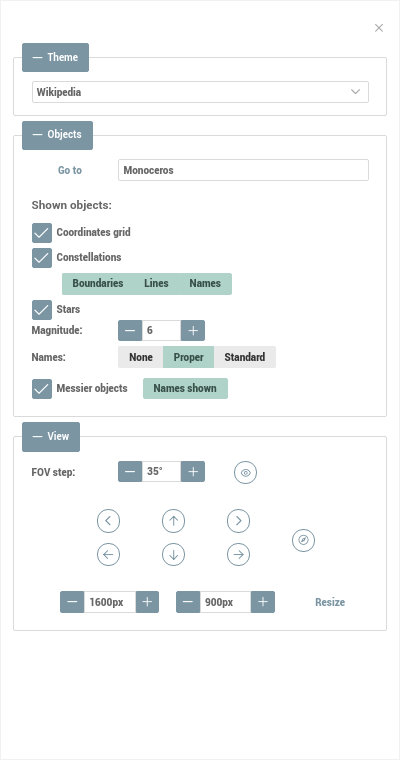 Theme
Wikipedia
Objects
Go to Monoceros
Shown objects:
Coordinates grid
Constellations
Boundaries Lines Names
Stars
Magnitude: 6
Names: None Proper Standard
Messier objects Names shown
View
FOV step: 35°
1600px 900px Resize